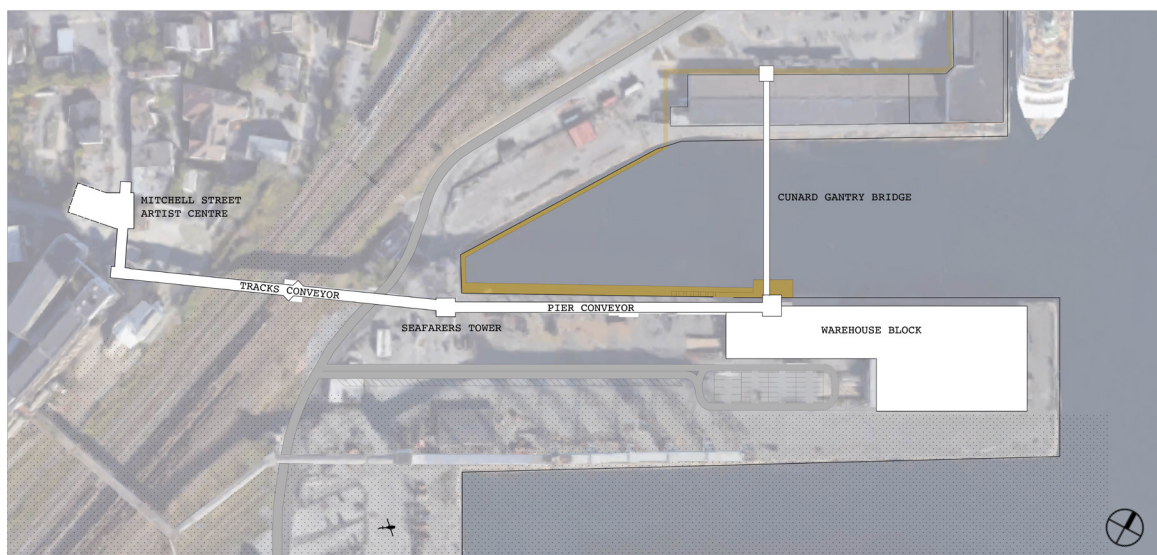 MITCHELL STREET
ARTIST CENTRE
CUNARD GANTRY BRIDGE
TRACKS CONVEYOR
PIER CONVEYOR
SEAFARERS TOWER
WAREHOUSE BLOCK